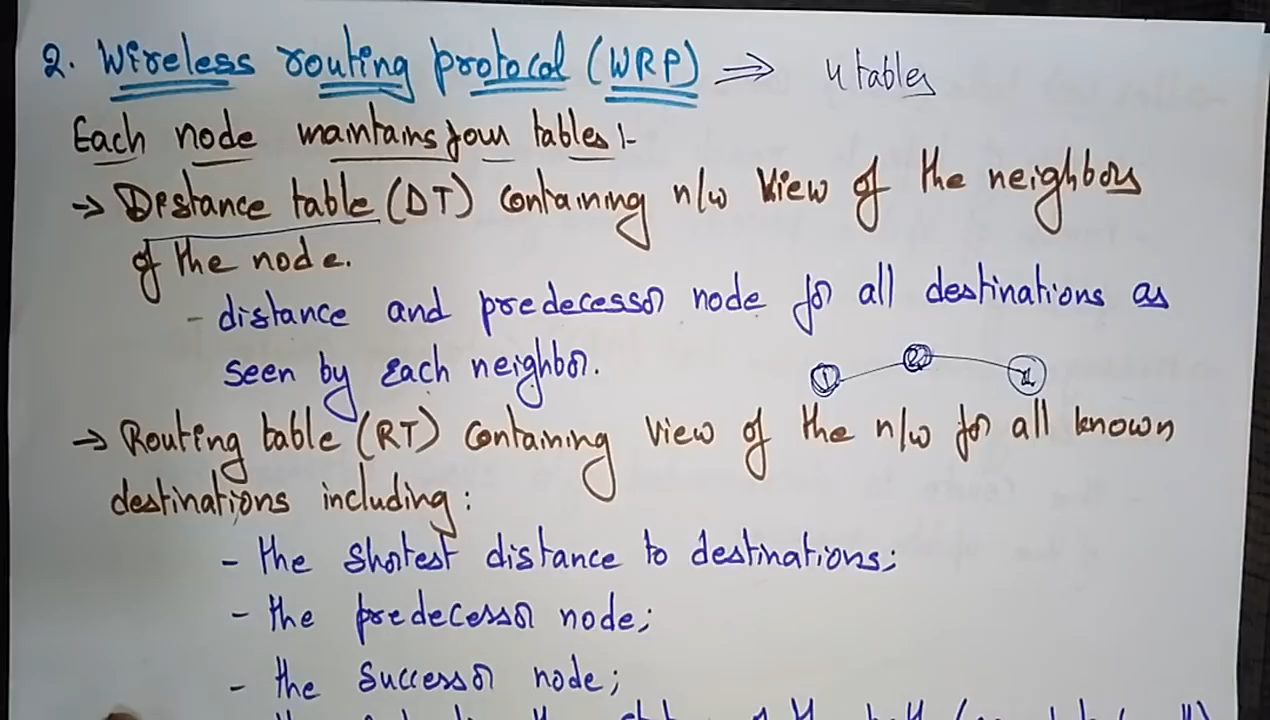 2. Wireless routing protocal (WRP) ⇒ 4 tables
Each node maintains four tables :-
→ Distance table (DT) containing n/w view of the neighbors
of the node.
- distance and predecessor node for all destinations as
seen by each neighbor.
1 2
→ Routing table (RT) containing view of the n/w for all known
destinations including:
- the shortest distance to destinations;
- the predecessor node;
- the successor node;